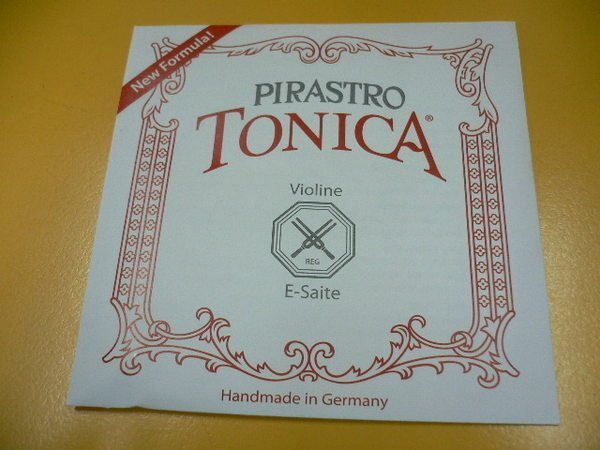 New Formula!
PIRASTRO
TONICA®
Violine
REG
E-Saite
Handmade in Germany